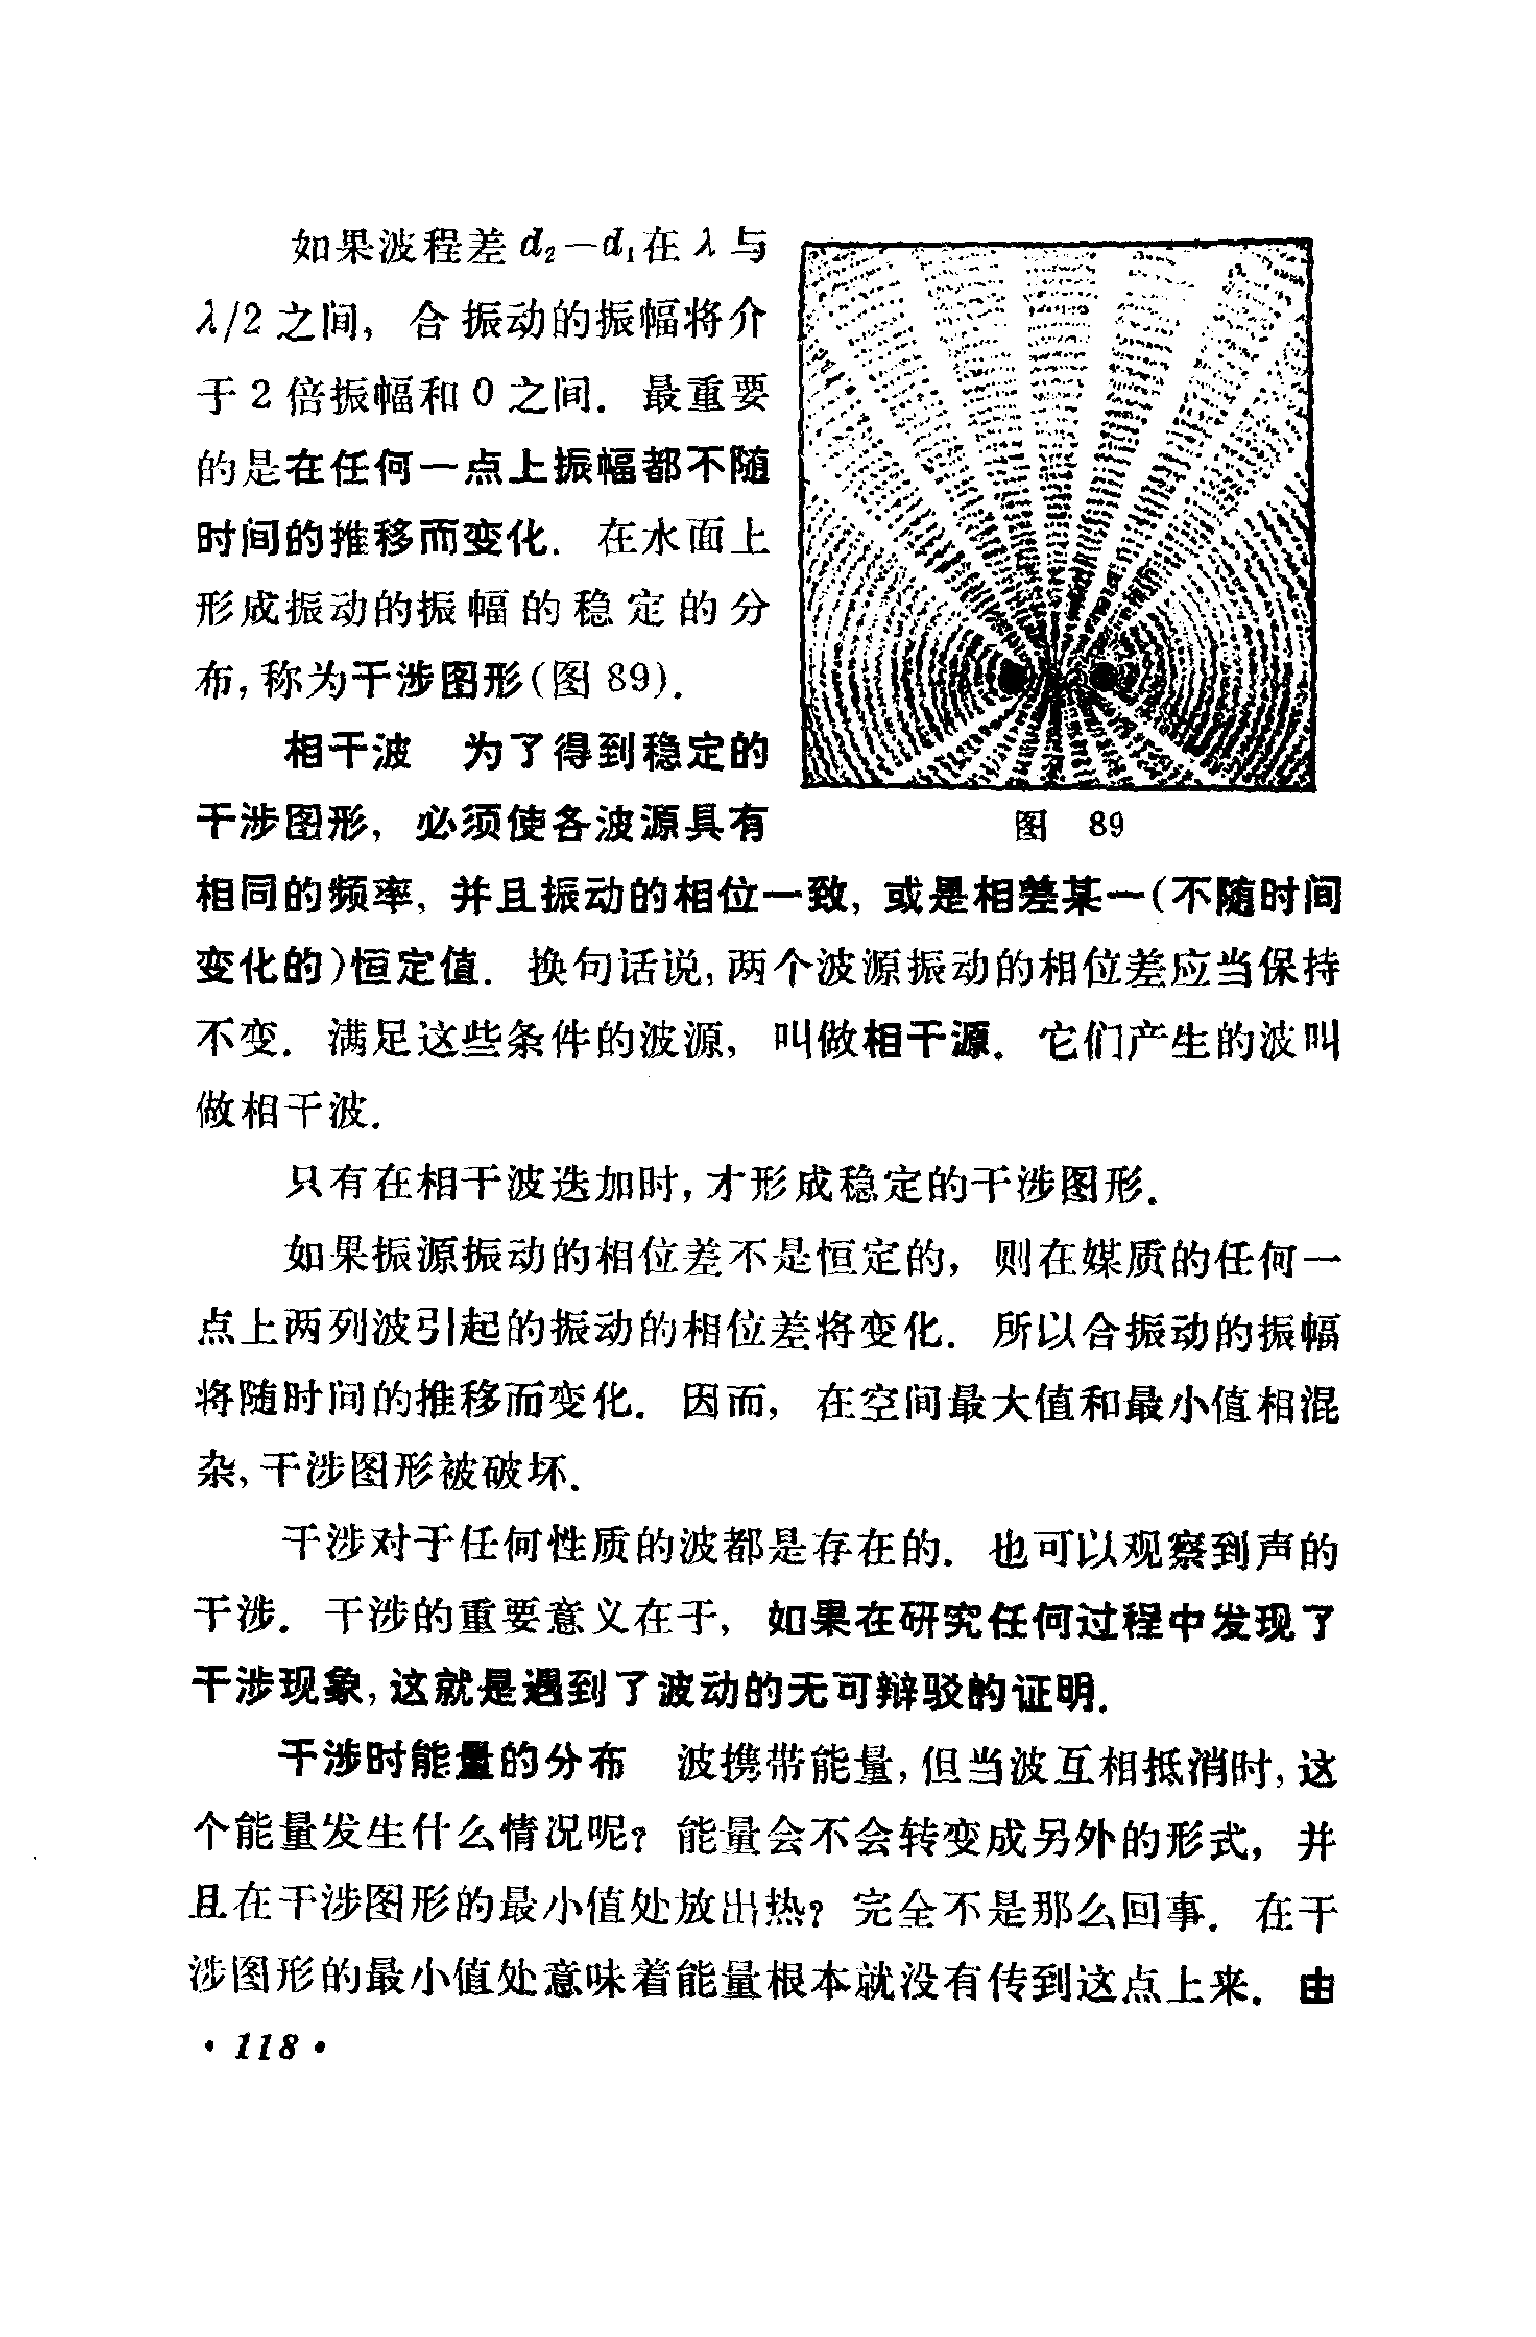 如果波程差 d₂－d₁在 λ 与
λ/2 之间，合振动的振幅将介
于 2 倍振幅和 0 之间．最重要
的是在任何一点上振幅都不随
时间的推移而变化．在水面上
形成振动的振幅的稳定的分
布，称为干涉图形(图 89)．
相干波　为了得到稳定的
干涉图形，必须使各波源具有
图　89
相同的频率，并且振动的相位一致，或是相差某一(不随时间
变化的)恒定值．换句话说，两个波源振动的相位差应当保持
不变．满足这些条件的波源，叫做相干源．它们产生的波叫
做相干波．
只有在相干波迭加时，才形成稳定的干涉图形．
如果振源振动的相位差不是恒定的，则在媒质的任何一
点上两列波引起的振动的相位差将变化．所以合振动的振幅
将随时间的推移而变化．因而，在空间最大值和最小值相混
杂，干涉图形被破坏．
干涉对于任何性质的波都是存在的．也可以观察到声的
干涉．干涉的重要意义在于，如果在研究任何过程中发现了
干涉现象，这就是遇到了波动的无可辩驳的证明．
干涉时能量的分布　波携带能量，但当波互相抵消时，这
个能量发生什么情况呢？能量会不会转变成另外的形式，并
且在干涉图形的最小值处放出热？完全不是那么回事．在干
涉图形的最小值处意味着能量根本就没有传到这点上来．由
·118·